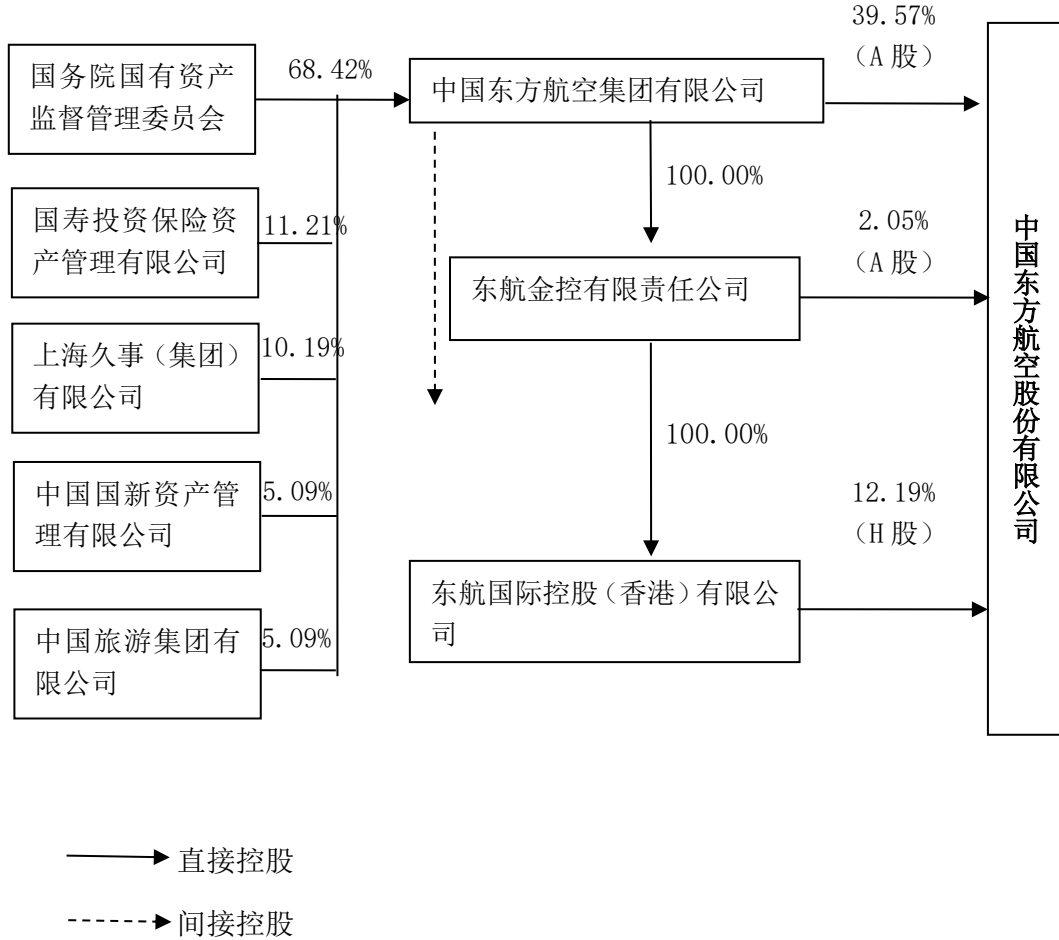 39.57%
（A 股）
国务院国有资产
监督管理委员会
68.42%
中国东方航空集团有限公司
100.00%
国寿投资保险资
产管理有限公司
11.21%
2.05%
（A 股）
东航金控有限责任公司
上海久事（集团）
有限公司
10.19%
100.00%
中国国新资产管
理有限公司
5.09%
12.19%
（H 股）
东航国际控股（香港）有限公
司
中国旅游集团有
限公司
5.09%
中国东方航空股份有限公司
直接控股
间接控股